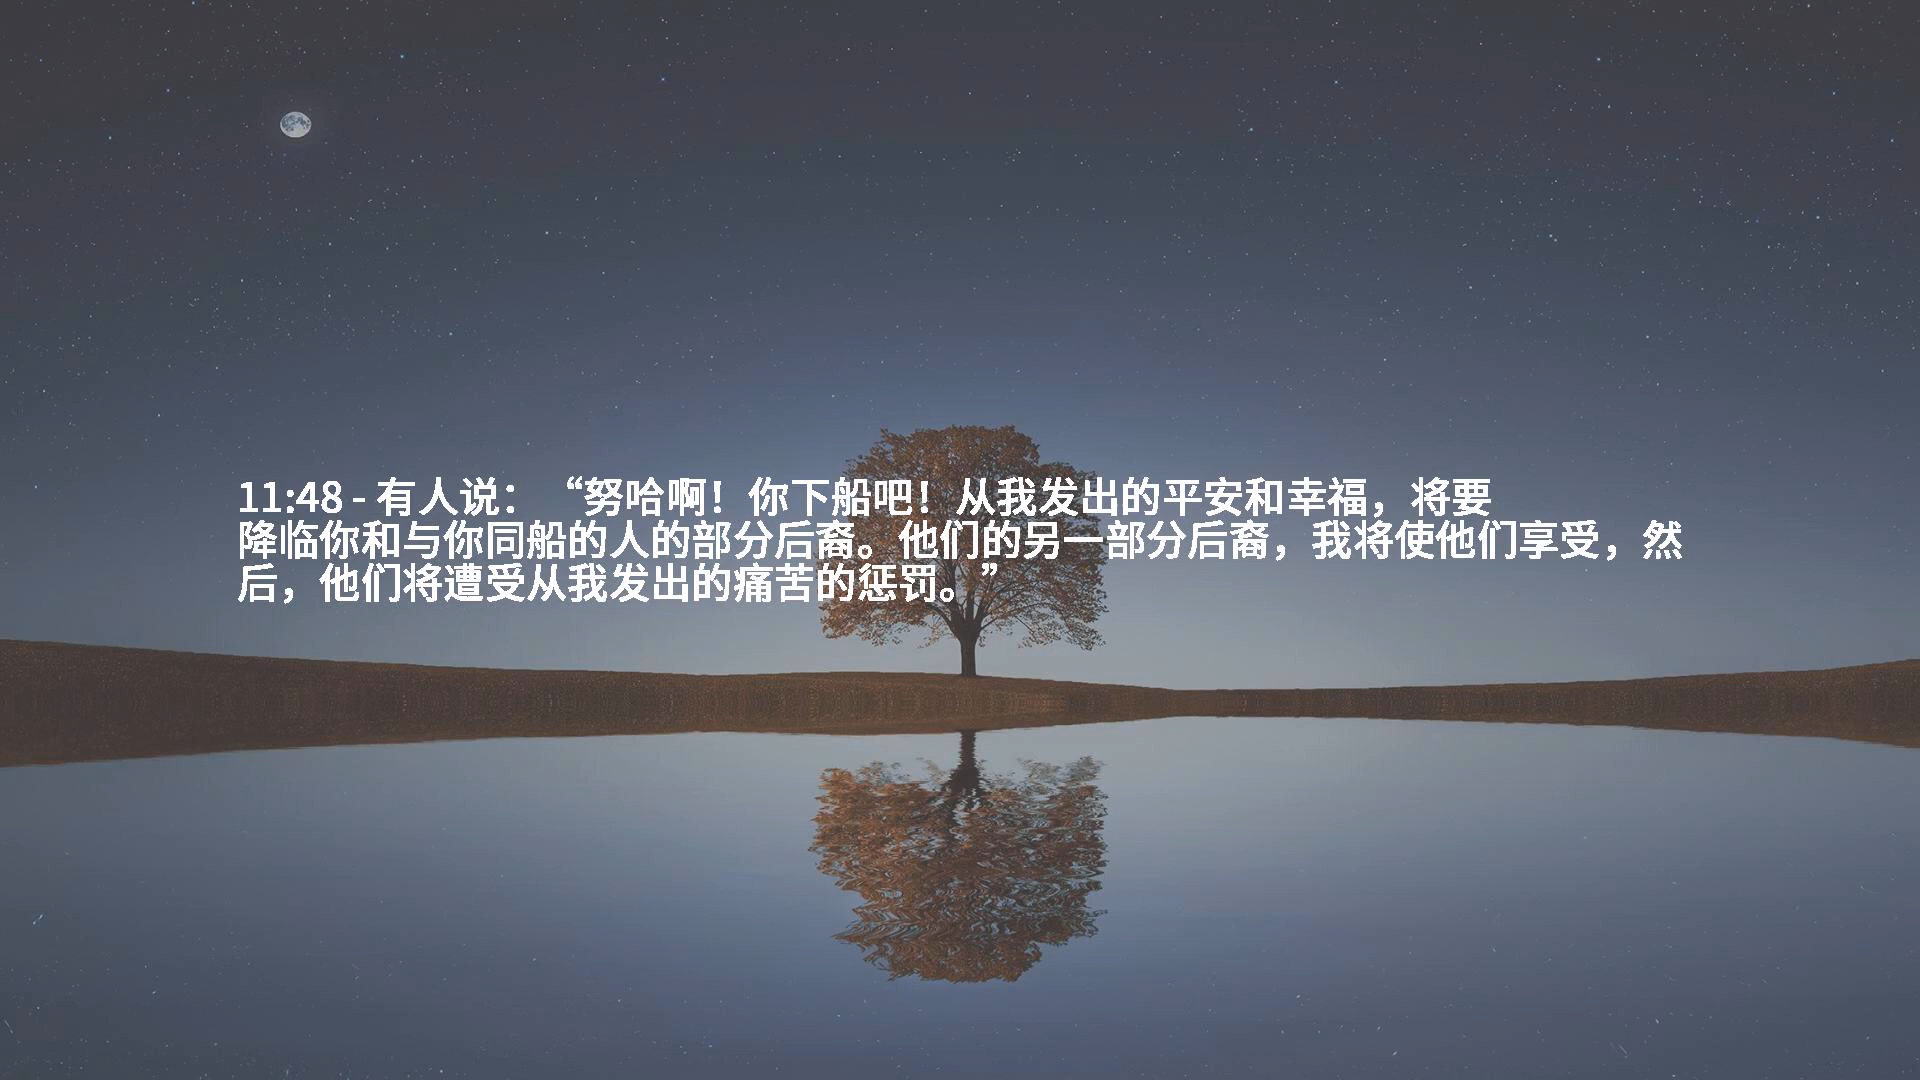 11:48 - 有人说：“努哈啊！你下船吧！从我发出的平安和幸福，将要
降临你和与你同船的人的部分后裔。他们的另一部分后裔，我将使他们享受，然
后，他们将遭受从我发出的痛苦的惩罚。”